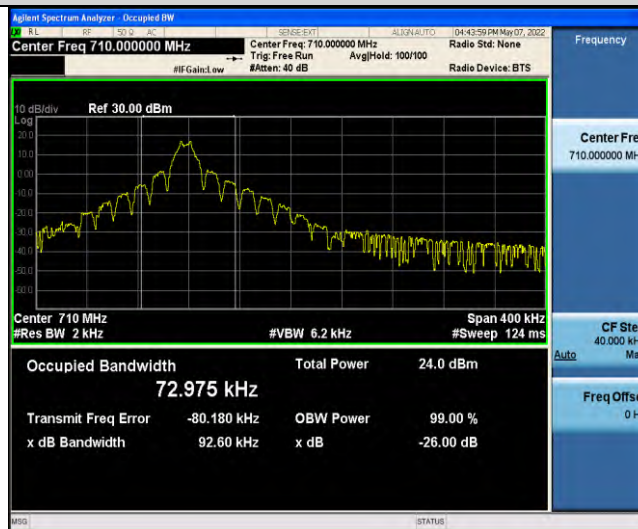 Agilent Spectrum Analyzer - Occupied BW
RL RF 50 Ω AC SENSE:EXT ALIGN AUTO 04:43:59 PM May 07, 2022
Center Freq 710.000000 MHz Center Freq: 710.000000 MHz Radio Std: None Frequency
Trig: Free Run Avg|Hold: 100/100
#IFGain:Low #Atten: 40 dB Radio Device: BTS
10 dB/div Ref 30.00 dBm
Log
20.0
10.0
0.00
-10.0
-20.0
-30.0
-40.0
-50.0
-60.0
Center Fre
710.000000 MH
Center 710 MHz Span 400 kHz
#Res BW 2 kHz #VBW 6.2 kHz #Sweep 124 ms
CF Ste
40.000 kH
Auto Ma
Occupied Bandwidth Total Power 24.0 dBm
72.975 kHz
Freq Offse
0 H
Transmit Freq Error -80.180 kHz OBW Power 99.00 %
x dB Bandwidth 92.60 kHz x dB -26.00 dB
MSG STATUS